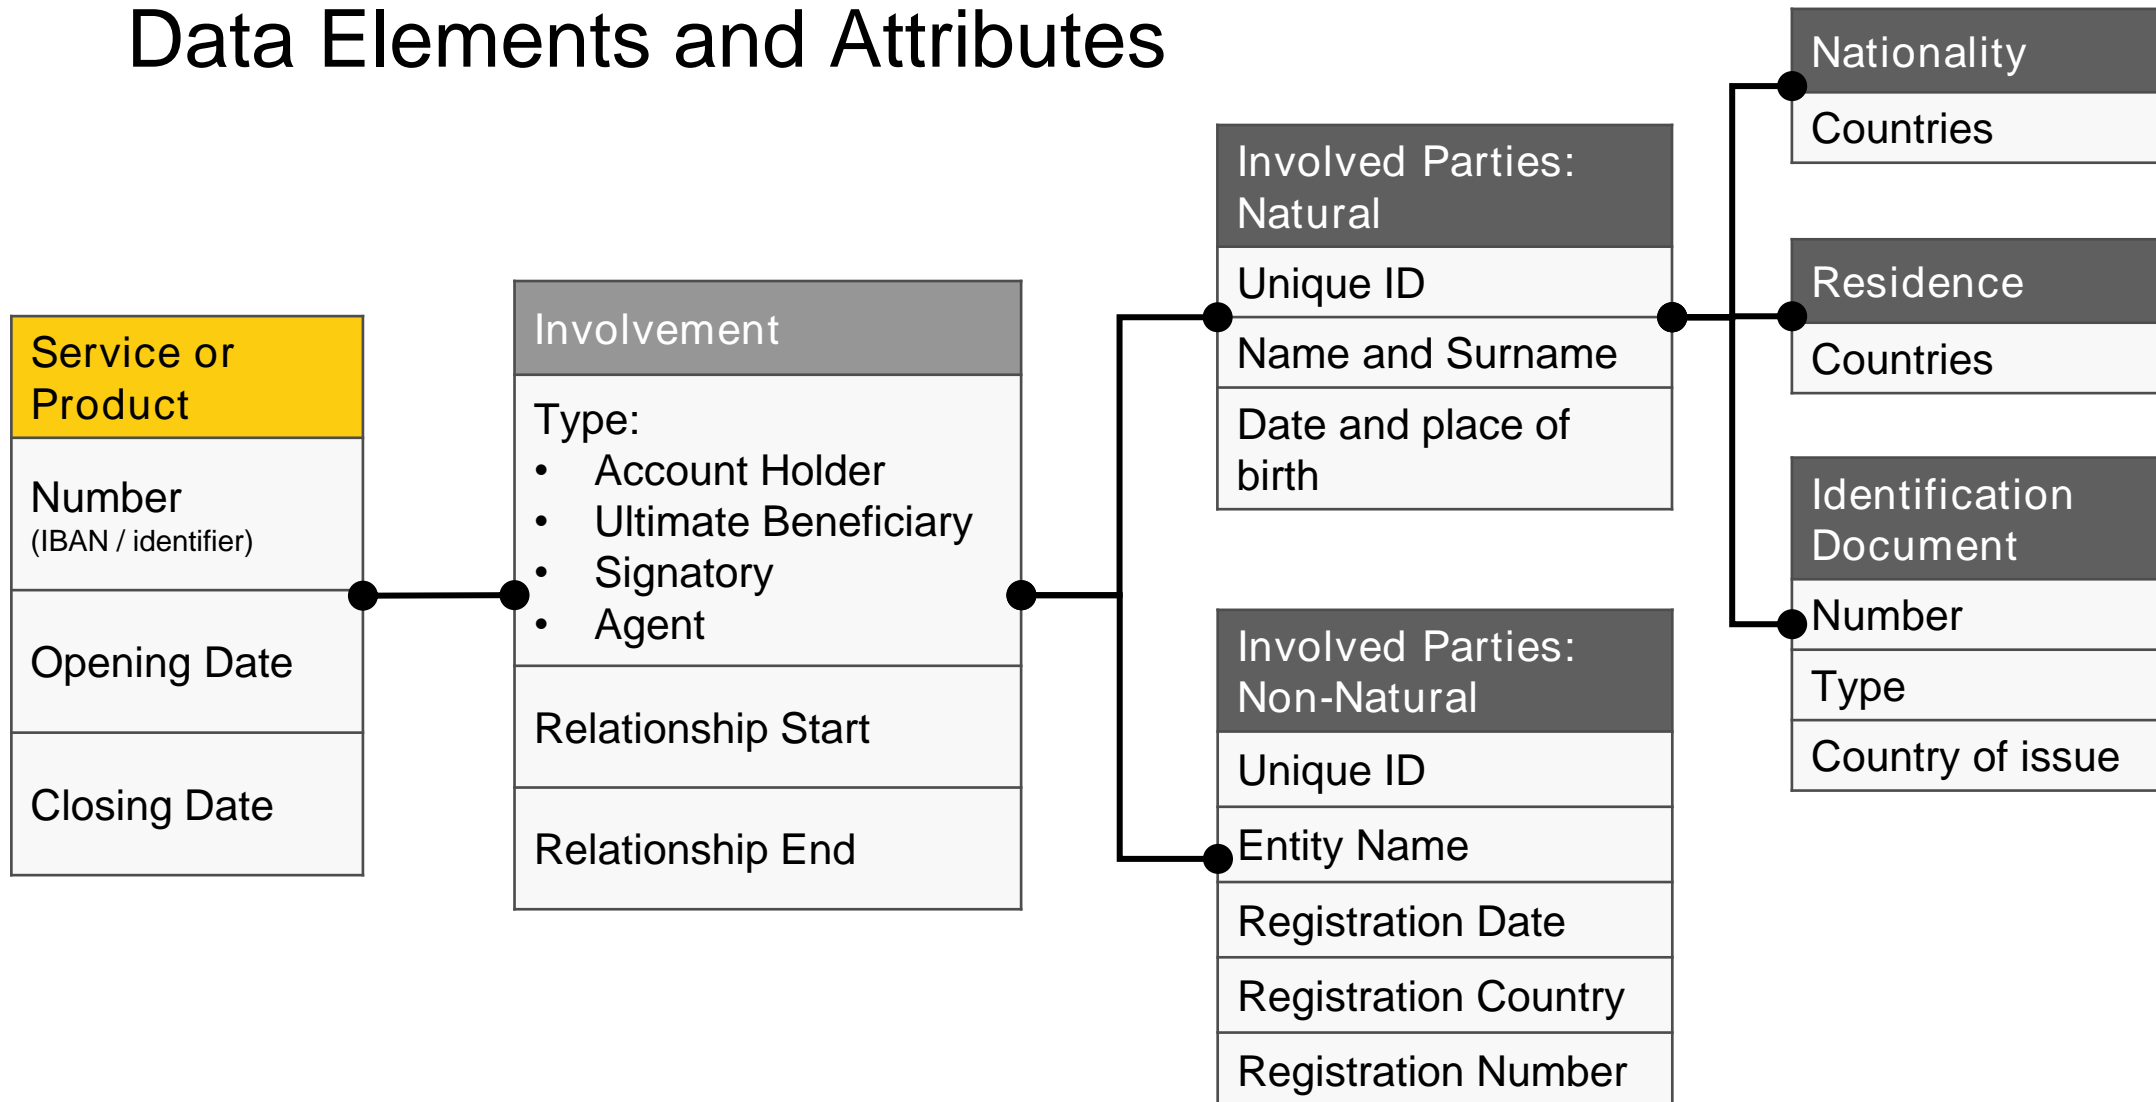 Data Elements and Attributes
Service or
Product
Number
(IBAN / identifier)
Opening Date
Closing Date
Involvement
Type:
• Account Holder
• Ultimate Beneficiary
• Signatory
• Agent
Relationship Start
Relationship End
Involved Parties:
Natural
Unique ID
Name and Surname
Date and place of
birth
Involved Parties:
Non-Natural
Unique ID
Entity Name
Registration Date
Registration Country
Registration Number
Nationality
Countries
Residence
Countries
Identification
Document
Number
Type
Country of issue